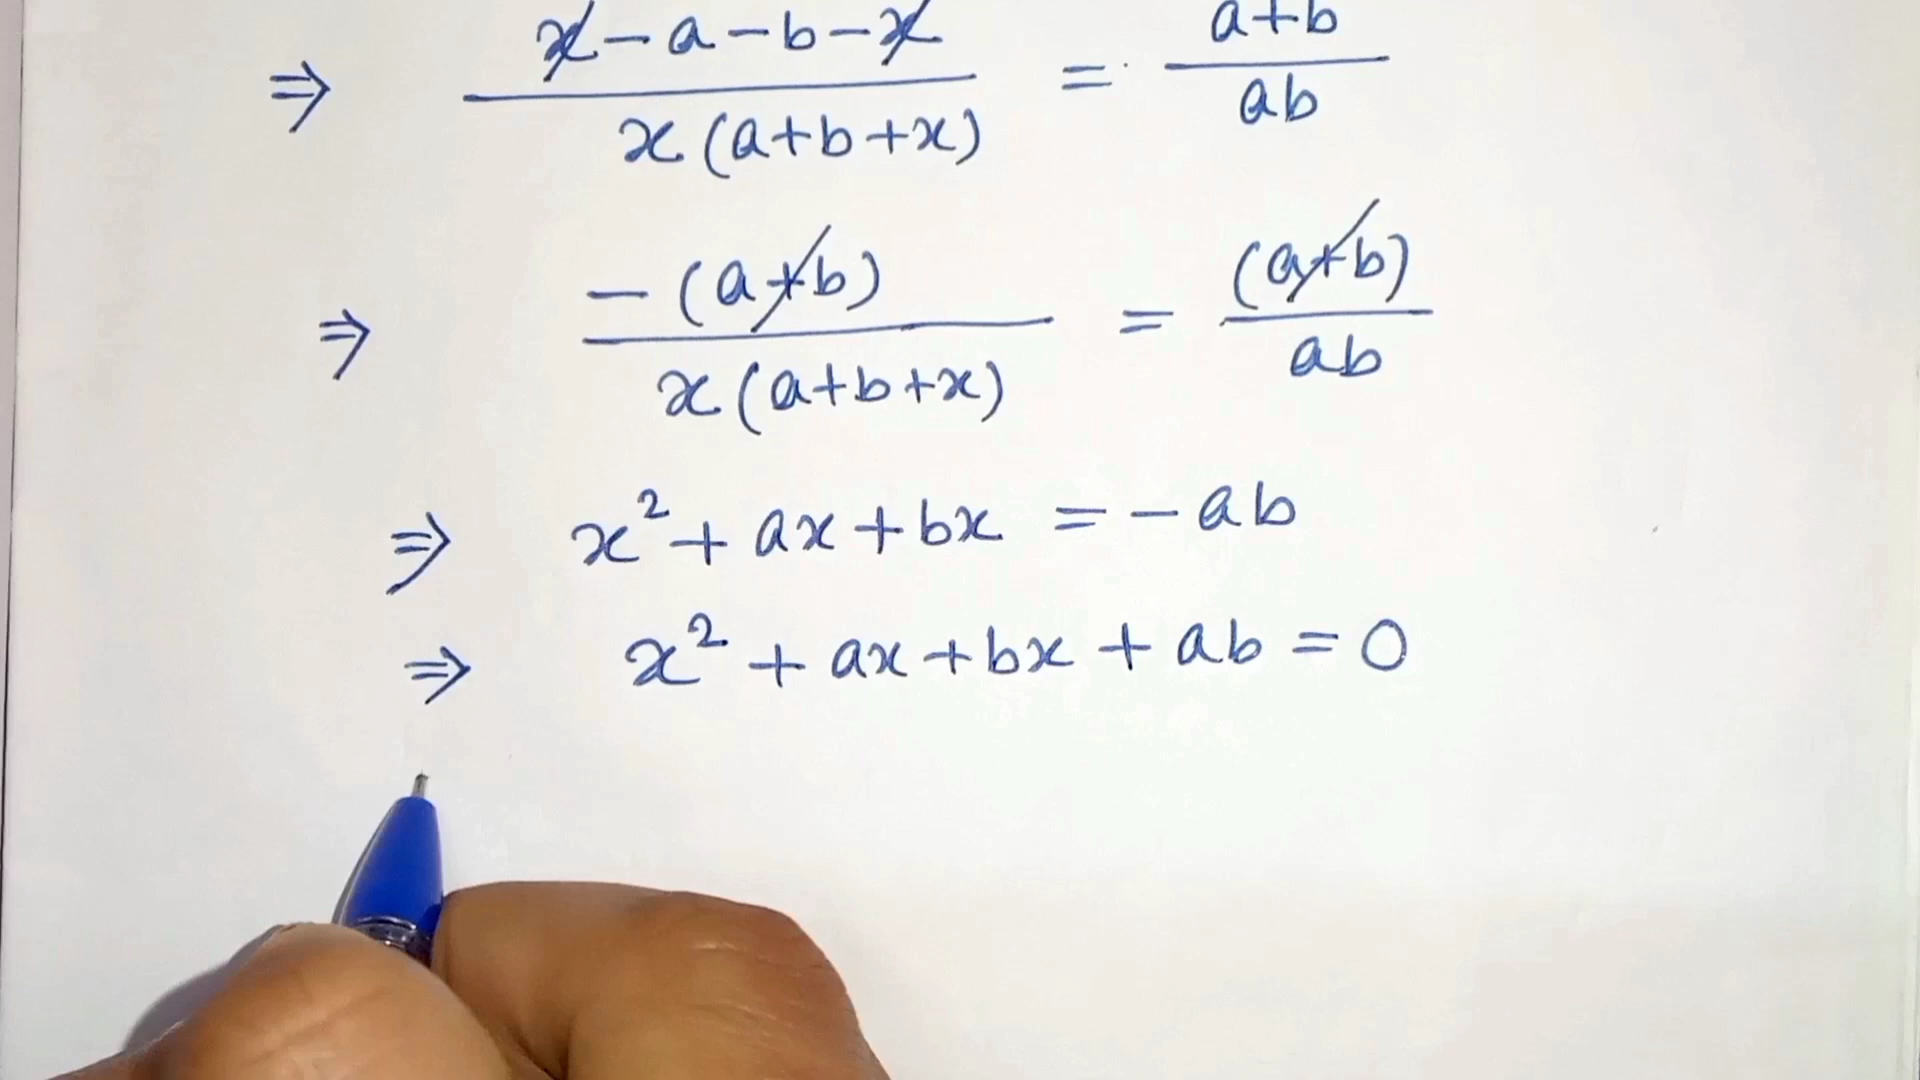 ⇒ (x - a - b - x) / (x(a+b+x)) = (a+b) / (ab)
⇒ -(a+b) / (x(a+b+x)) = (a+b) / (ab)
⇒ x² + ax + bx = -ab
⇒ x² + ax + bx + ab = 0